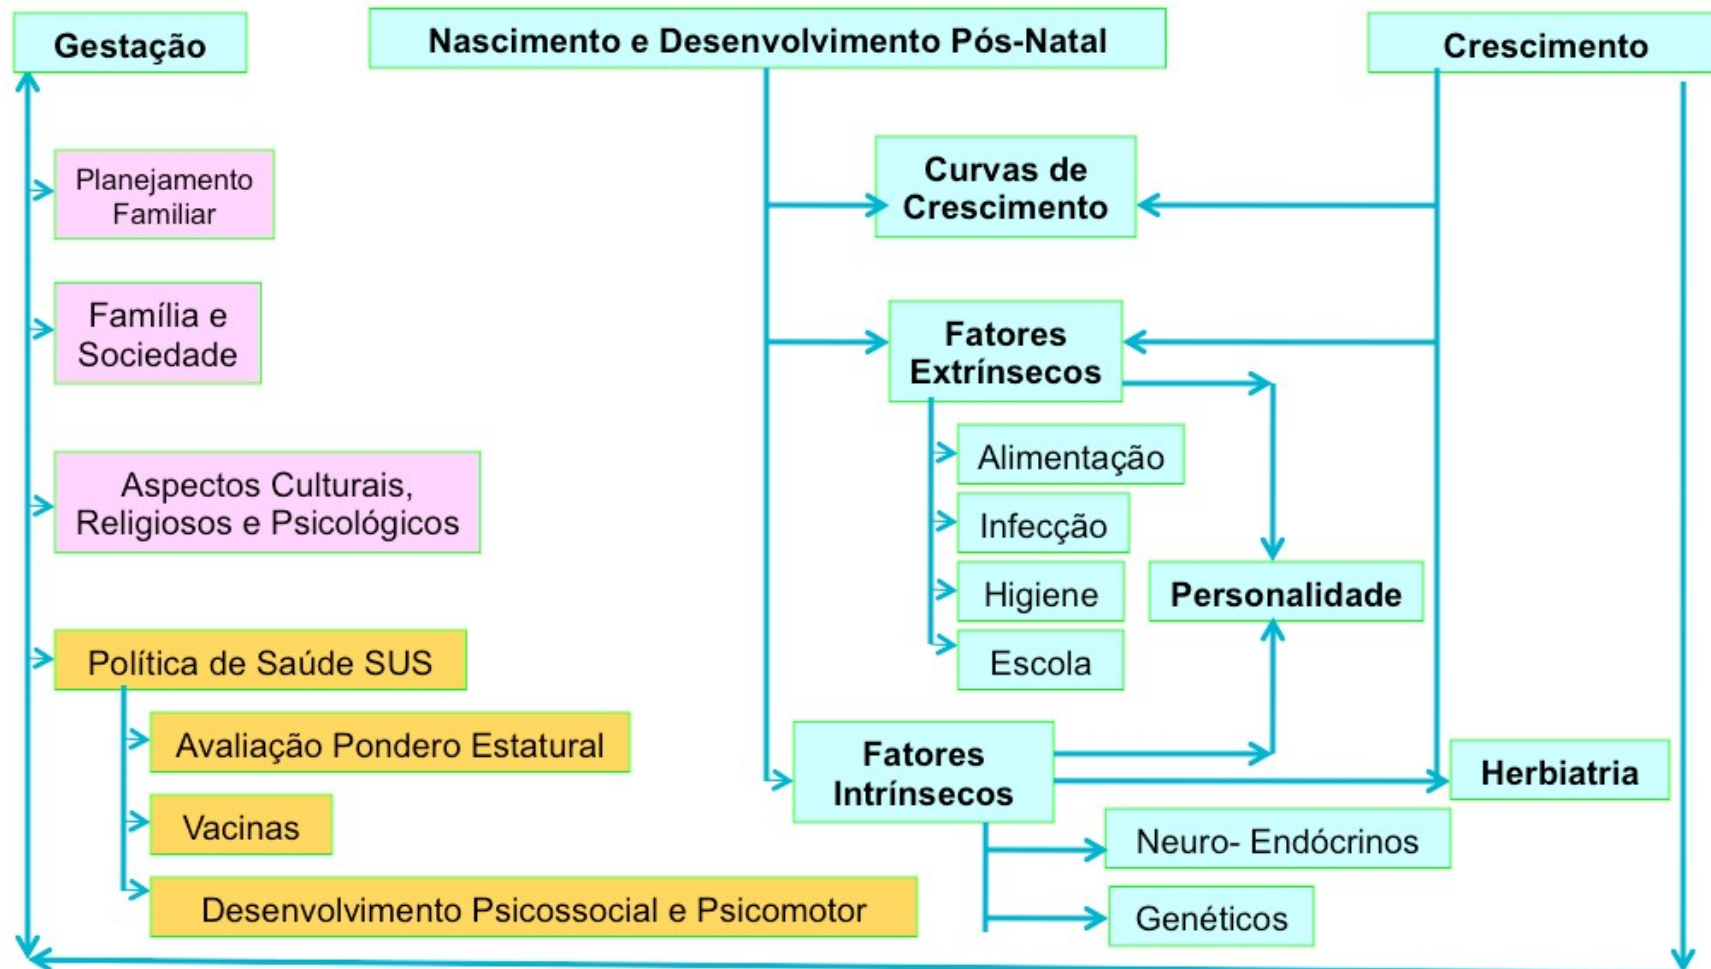 Gestação
Nascimento e Desenvolvimento Pós-Natal
Crescimento
Planejamento
Familiar
Família e
Sociedade
Aspectos Culturais,
Religiosos e Psicológicos
Política de Saúde SUS
Avaliação Pondero Estatural
Vacinas
Desenvolvimento Psicossocial e Psicomotor
Curvas de
Crescimento
Fatores
Extrínsecos
Alimentação
Infecção
Higiene
Escola
Personalidade
Fatores
Intrínsecos
Herbiatria
Neuro- Endócrinos
Genéticos